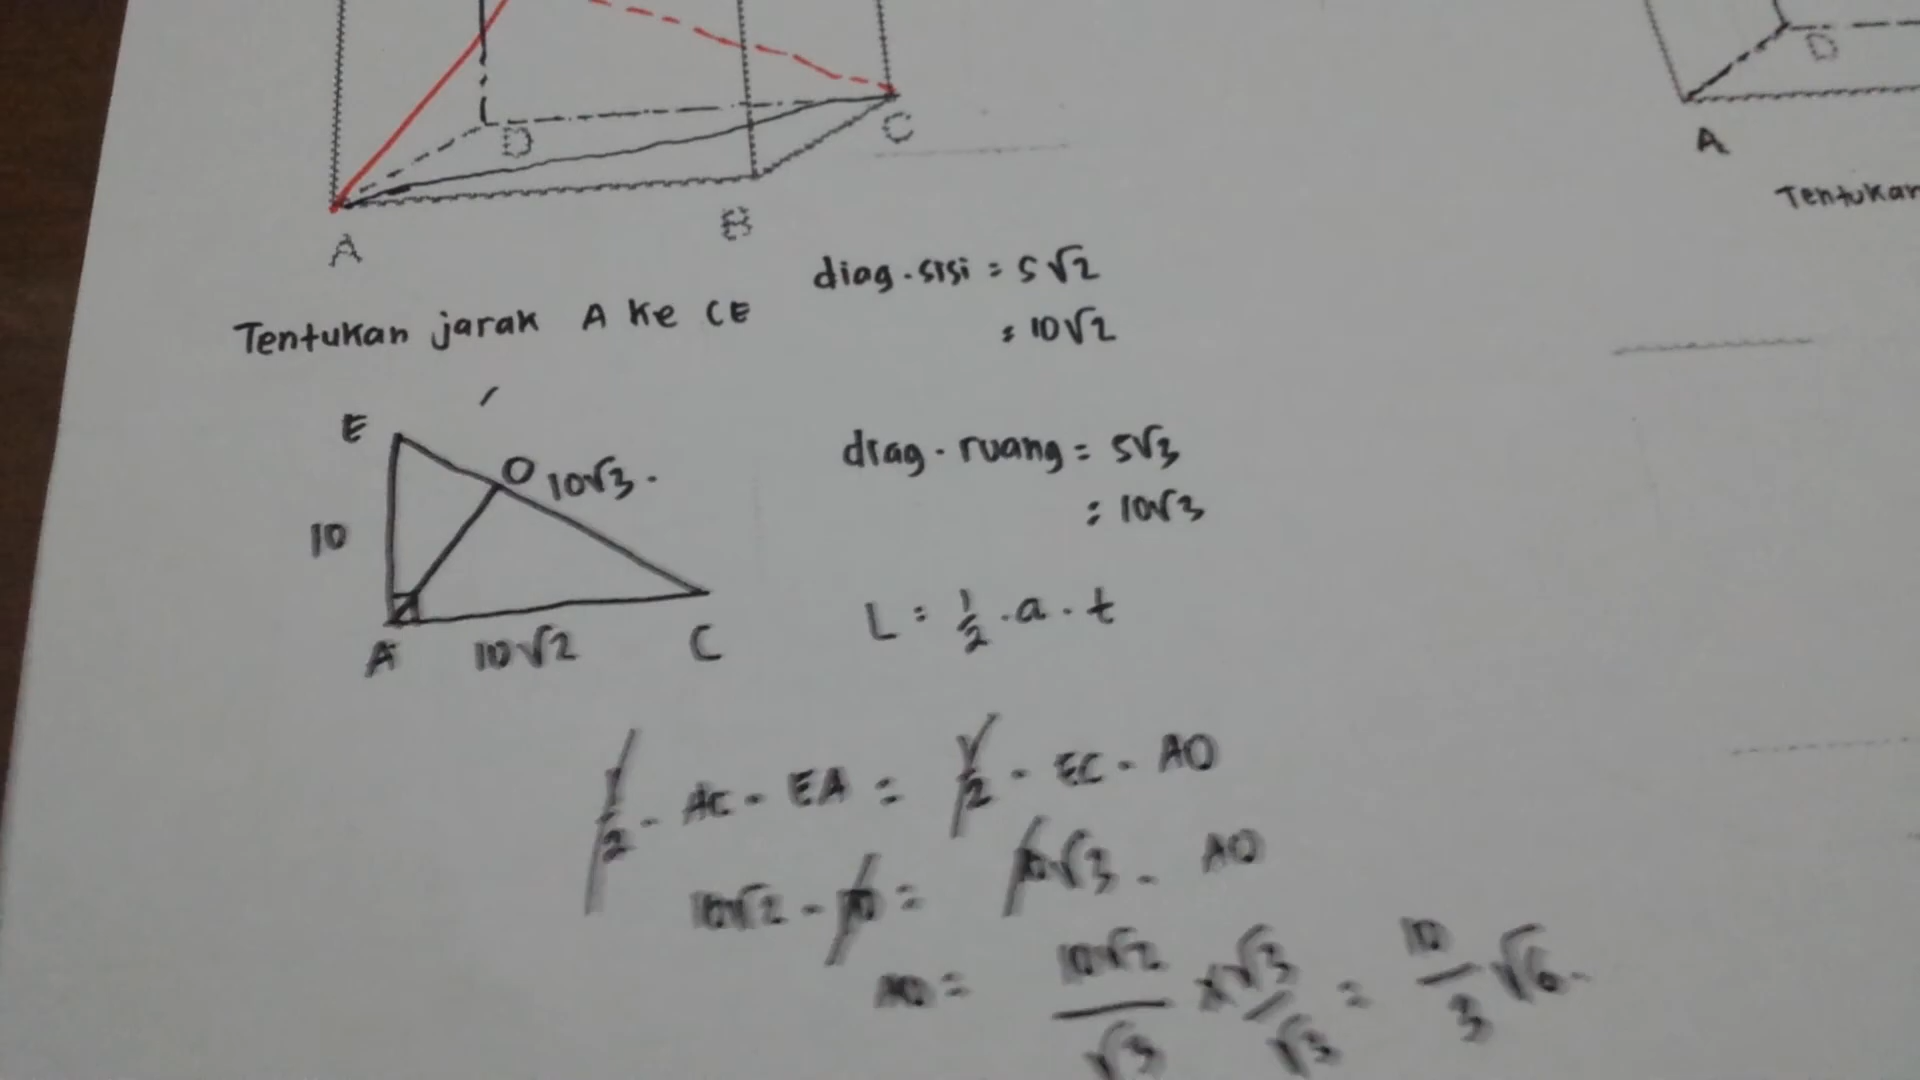 D
C
A
B
D
A
Tentukan
diag. sisi = s√2
= 10√2
Tentukan jarak A ke CE
E
O
10√3.
10
A
10√2
C
diag. ruang = s√3
= 10√3
L = 1/2 . a . t
1/2 . AC . EA = 1/2 . EC . AO
10√2 . 10 = 10√3 . AO
AO = 10√2/√3 × √3/√3 = 10/3 √6.